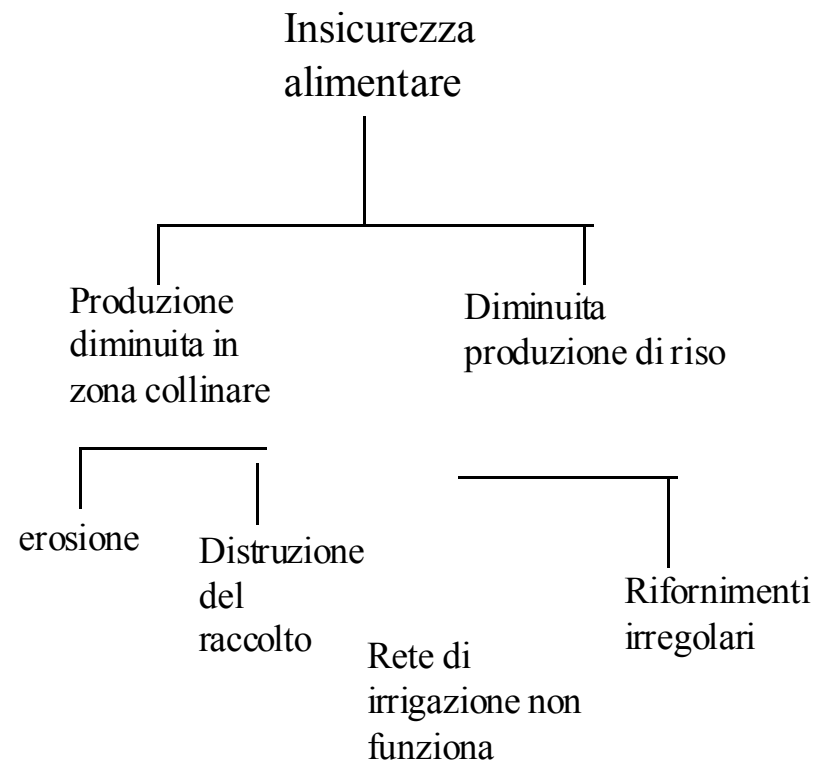 Insicurezza
alimentare
Produzione
diminuita in
zona collinare
Diminuita
produzione di riso
erosione
Distruzione
del
raccolto
Rete di
irrigazione non
funziona
Rifornimenti
irregolari